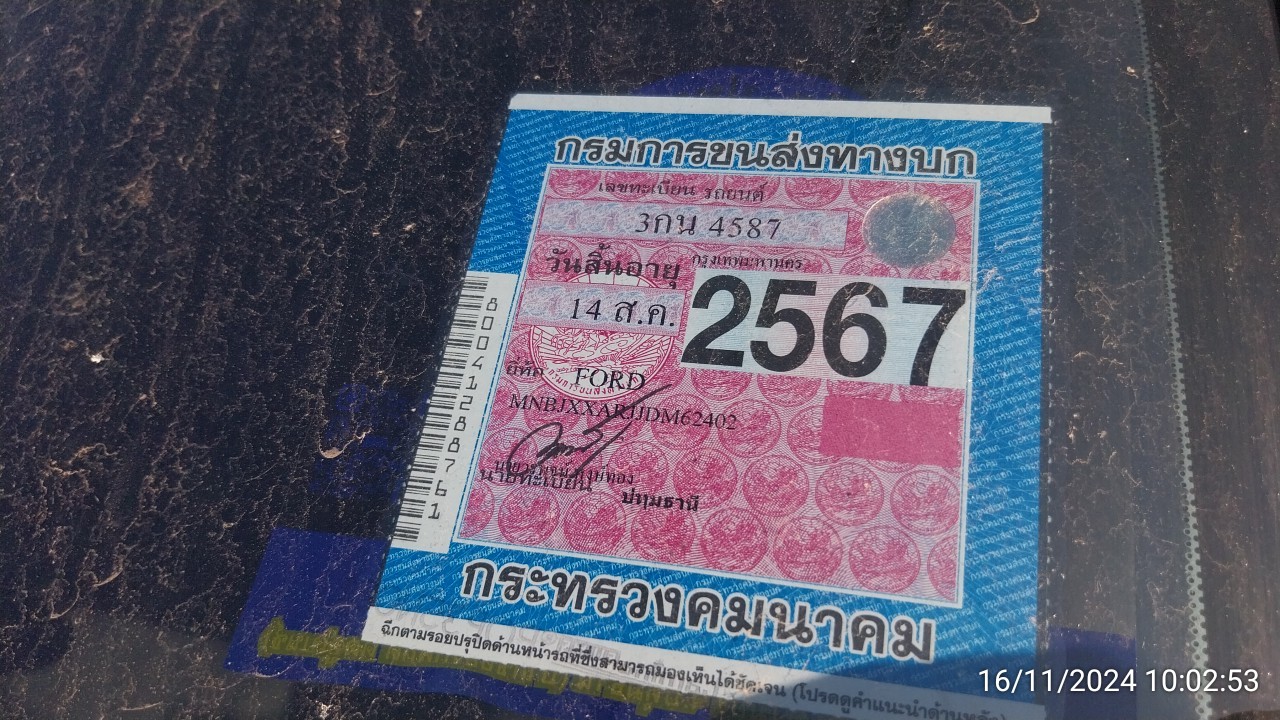 กรมการขนส่งทางบก
เลขทะเบียน รถยนต์
3กน 4587
วันสิ้นอายุ กรุงเทพมหานคร
14 ส.ค. 2567
ยี่ห้อ FORD
MNBJXXARJJDM62402
นายทะเบียน
ปทุมธานี
8004128878761
กระทรวงคมนาคม
ฉีกตามรอยปรุปิดด้านหน้ารถที่ซึ่งสามารถมองเห็นได้ชัดเจน (โปรดดูคำแนะนำด้านหลัง)
16/11/2024 10:02:53